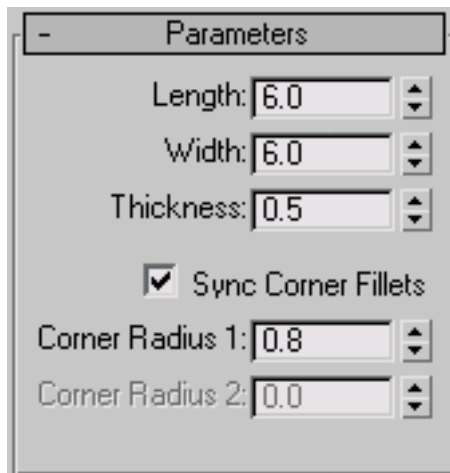 - Parameters
Length: 6.0
Width: 6.0
Thickness: 0.5
Sync Corner Fillets
Corner Radius 1: 0.8
Corner Radius 2: 0.0